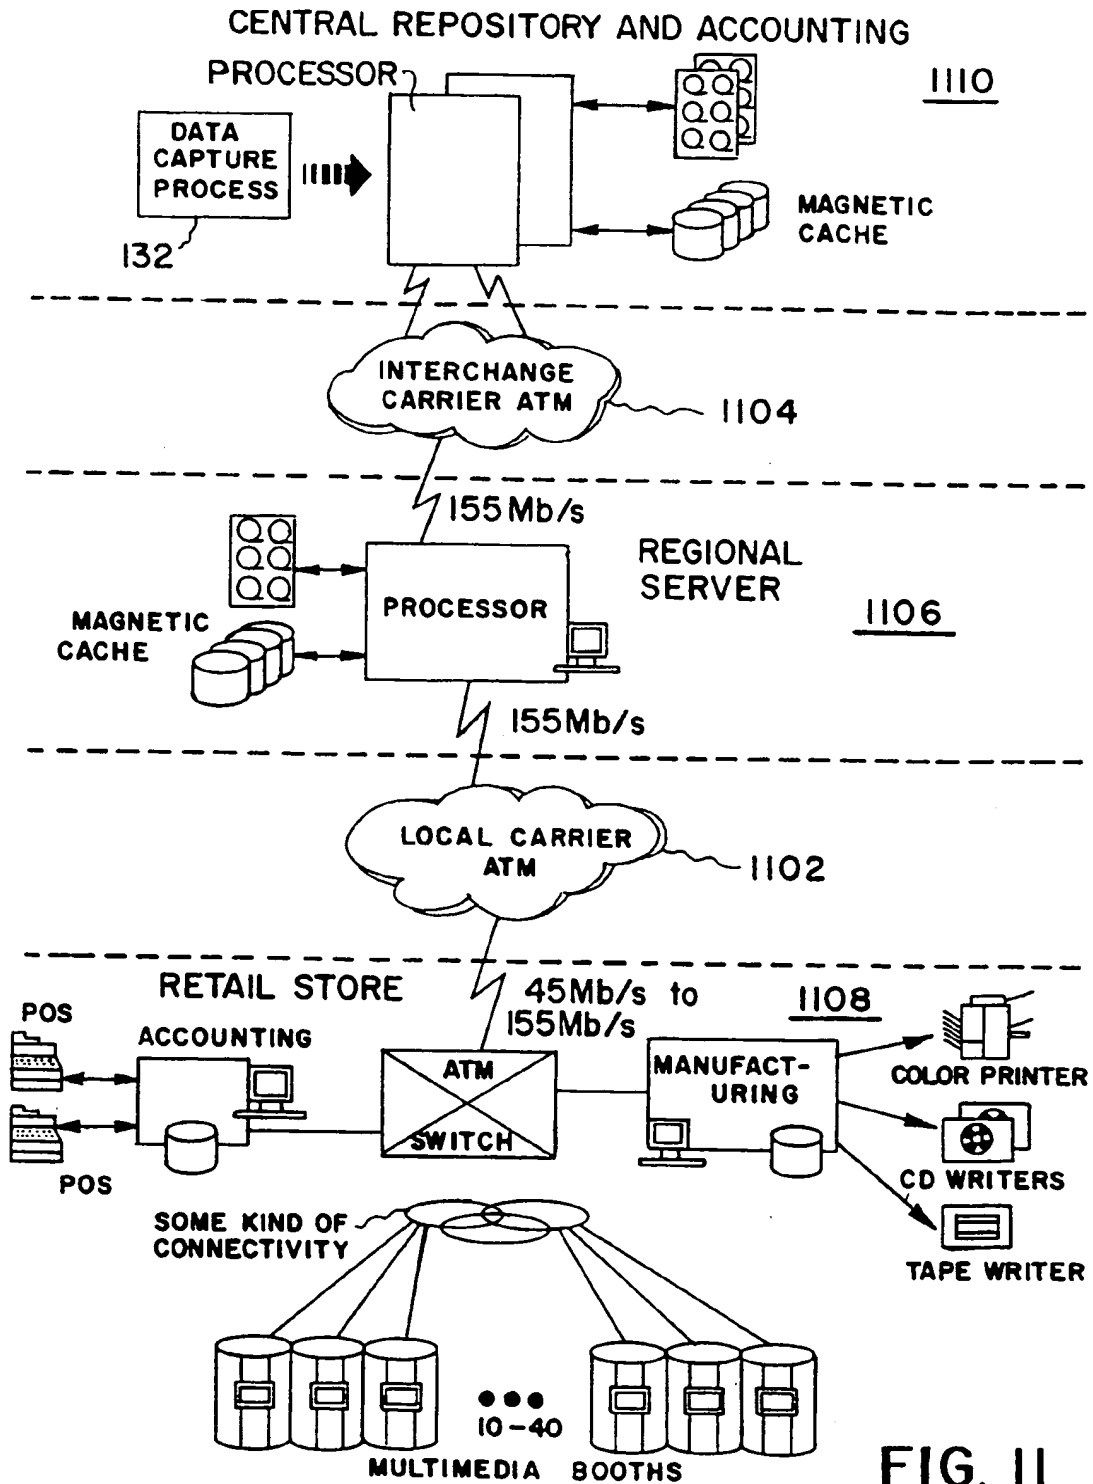 CENTRAL REPOSITORY AND ACCOUNTING
PROCESSOR
1110
DATA
CAPTURE
PROCESS
132
MAGNETIC
CACHE
INTERCHANGE
CARRIER ATM
1104
155Mb/s
REGIONAL
SERVER
1106
PROCESSOR
MAGNETIC
CACHE
155Mb/s
LOCAL CARRIER
ATM
1102
RETAIL STORE
45Mb/s to
155Mb/s
1108
POS
ACCOUNTING
POS
ATM
SWITCH
MANUFACT-
URING
COLOR PRINTER
CD WRITERS
TAPE WRITER
SOME KIND OF
CONNECTIVITY
10-40
MULTIMEDIA BOOTHS
FIG. 11